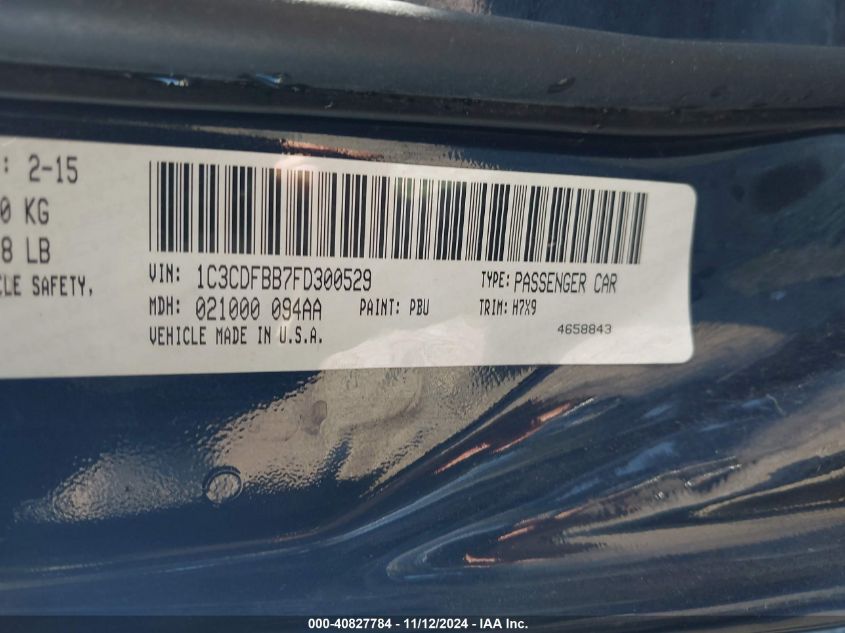 : 2-15
0 KG
8 LB
CLE SAFETY,
VIN: 1C3CDFBB7FD300529 TYPE: PASSENGER CAR
MDH: 021000 094AA PAINT: PBU TRIM: H7X9
VEHICLE MADE IN U.S.A. 4658843
000-40827784 - 11/12/2024 - IAA Inc.